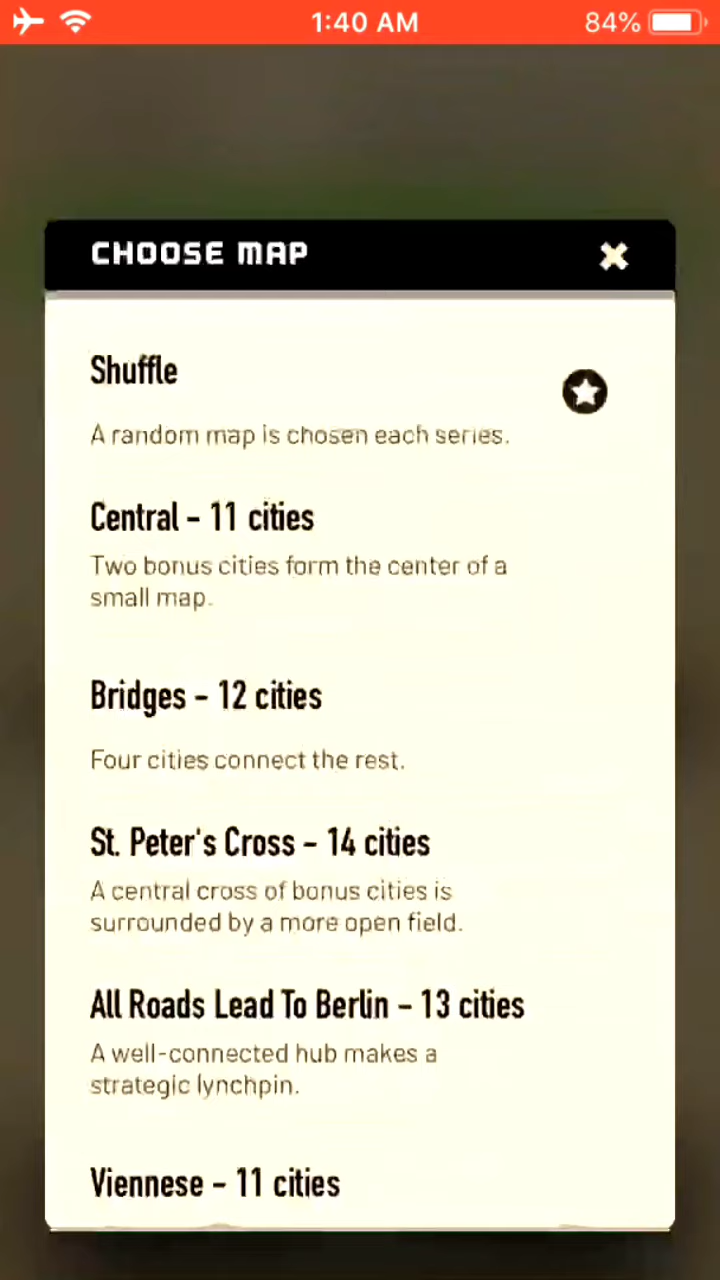 1:40 AM 84%
CHOOSE MAP
Shuffle
A random map is chosen each series.
Central - 11 cities
Two bonus cities form the center of a
small map.
Bridges - 12 cities
Four cities connect the rest.
St. Peter's Cross - 14 cities
A central cross of bonus cities is
surrounded by a more open field.
All Roads Lead To Berlin - 13 cities
A well-connected hub makes a
strategic lynchpin.
Viennese - 11 cities